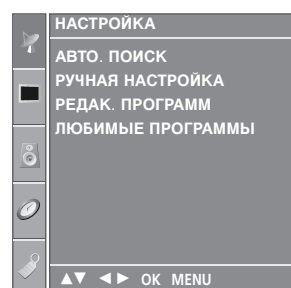 НАСТРОЙКА
АВТО. ПОИСК
РУЧНАЯ НАСТРОЙКА
РЕДАК. ПРОГРАММ
ЛЮБИМЫЕ ПРОГРАММЫ
▲▼ ◄► OK MENU